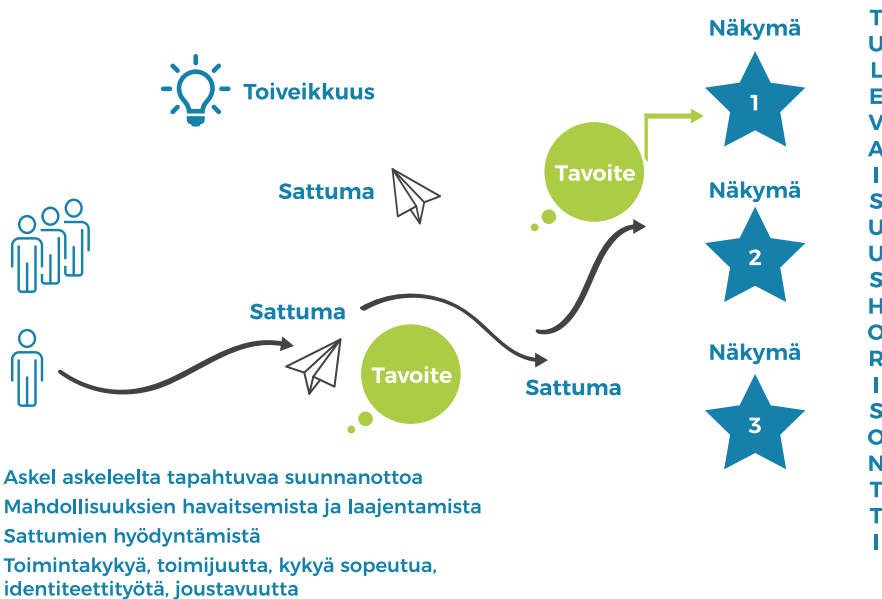 Näkymä
Toiveikkuus
1
Tavoite
Sattuma
Näkymä
2
Sattuma
Näkymä
Tavoite
Sattuma
3
Askel askeleelta tapahtuvaa suunnanottoa
Mahdollisuuksien havaitsemista ja laajentamista
Sattumien hyödyntämistä
Toimintakykyä, toimijuutta, kykyä sopeutua,
identiteettityötä, joustavuutta
TULEVAISUUSHORISONTTI